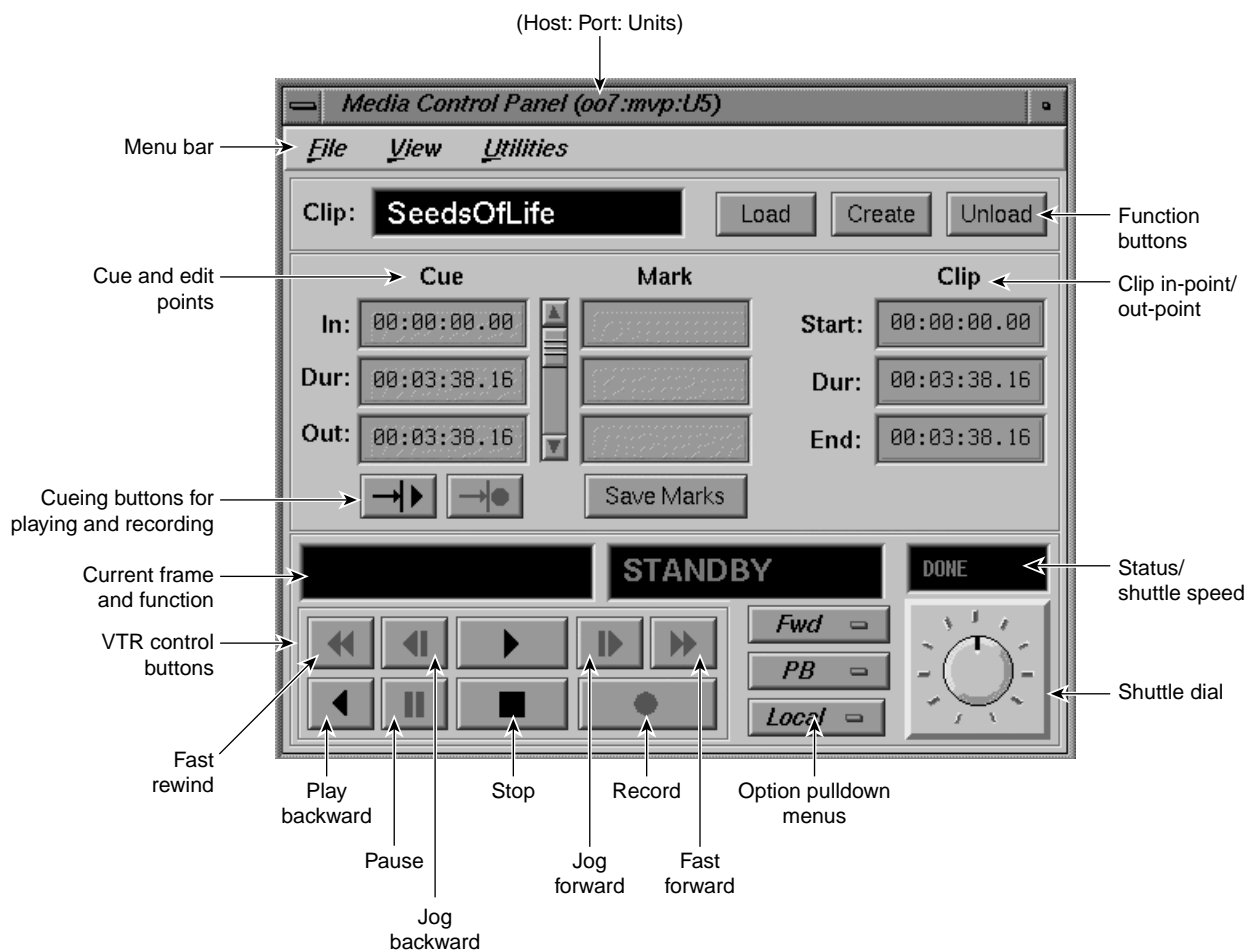 (Host: Port: Units)
Media Control Panel (oo7:mvp:U5)
Menu bar
File View Utilities
Clip: SeedsOfLife Load Create Unload
Function
buttons
Cue and edit
points
Cue Mark Clip
Clip in-point/
out-point
In: 00:00:00.00 Start: 00:00:00.00
Dur: 00:03:38.16 Dur: 00:03:38.16
Out: 00:03:38.16 End: 00:03:38.16
Cueing buttons for
playing and recording
Save Marks
Current frame
and function
STANDBY DONE
Status/
shuttle speed
VTR control
buttons
Fwd
PB
Local
Shuttle dial
Fast
rewind
Play
backward
Stop
Record
Option pulldown
menus
Pause
Jog
forward
Fast
forward
Jog
backward